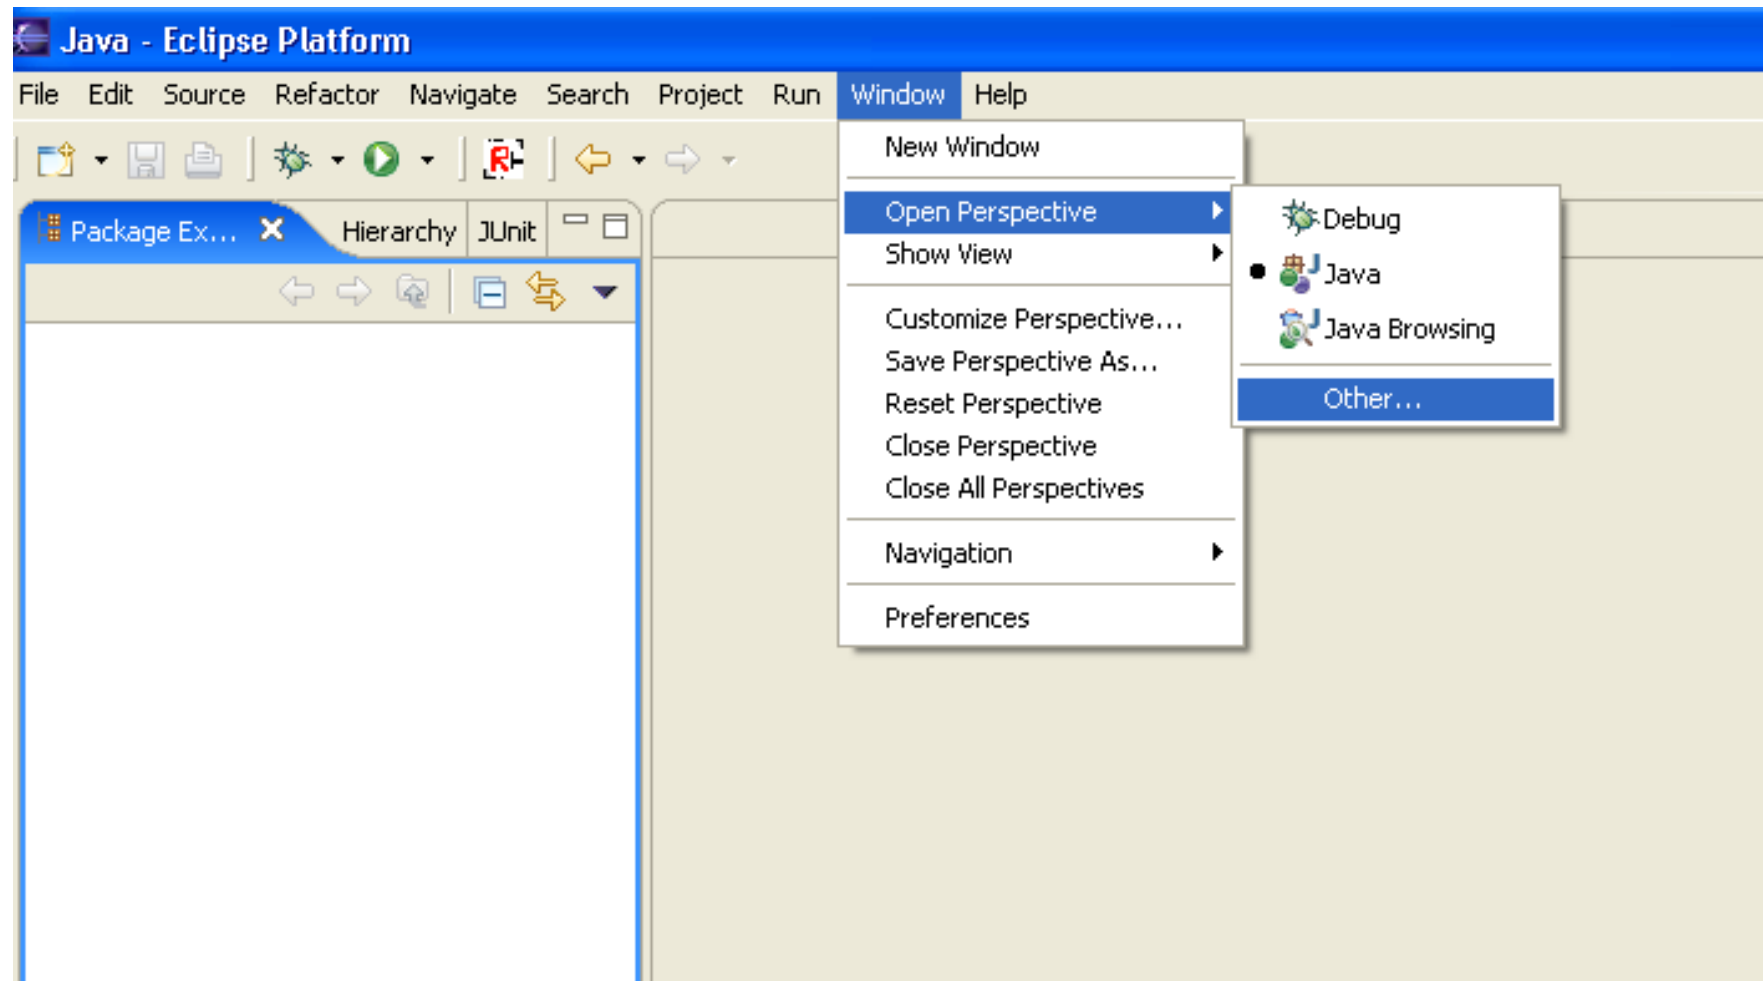 Java - Eclipse Platform
File Edit Source Refactor Navigate Search Project Run Window Help
Package Ex... Hierarchy JUnit
New Window
Open Perspective
Show View
Customize Perspective...
Save Perspective As...
Reset Perspective
Close Perspective
Close All Perspectives
Navigation
Preferences
Debug
Java
Java Browsing
Other...